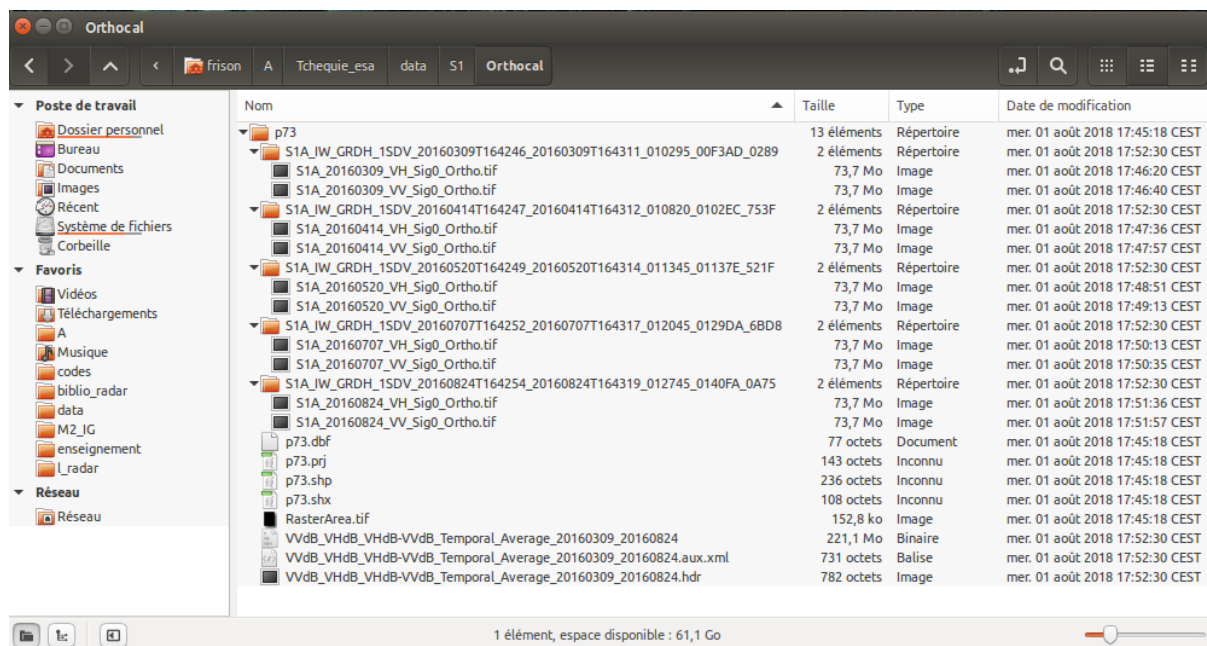 Orthocal
frison A Tchequie_esa data S1 Orthocal
Poste de travail
Dossier personnel
Bureau
Documents
Images
Récent
Système de fichiers
Corbeille
Favoris
Vidéos
Téléchargements
A
Musique
codes
biblio_radar
data
M2_IG
enseignement
l_radar
Réseau
Réseau
Nom Taille Type Date de modification
p73 13 éléments Répertoire mer. 01 août 2018 17:45:18 CEST
S1A_IW_GRDH_1SDV_20160309T164246_20160309T164311_010295_00F3AD_0289 2 éléments Répertoire mer. 01 août 2018 17:52:30 CEST
S1A_20160309_VH_Sig0_Ortho.tif 73,7 Mo Image mer. 01 août 2018 17:46:20 CEST
S1A_20160309_VV_Sig0_Ortho.tif 73,7 Mo Image mer. 01 août 2018 17:46:40 CEST
S1A_IW_GRDH_1SDV_20160414T164247_20160414T164312_010820_0102EC_753F 2 éléments Répertoire mer. 01 août 2018 17:52:30 CEST
S1A_20160414_VH_Sig0_Ortho.tif 73,7 Mo Image mer. 01 août 2018 17:47:36 CEST
S1A_20160414_VV_Sig0_Ortho.tif 73,7 Mo Image mer. 01 août 2018 17:47:57 CEST
S1A_IW_GRDH_1SDV_20160520T164249_20160520T164314_011345_01137E_521F 2 éléments Répertoire mer. 01 août 2018 17:52:30 CEST
S1A_20160520_VH_Sig0_Ortho.tif 73,7 Mo Image mer. 01 août 2018 17:48:51 CEST
S1A_20160520_VV_Sig0_Ortho.tif 73,7 Mo Image mer. 01 août 2018 17:49:13 CEST
S1A_IW_GRDH_1SDV_20160707T164252_20160707T164317_012045_0129DA_6BD8 2 éléments Répertoire mer. 01 août 2018 17:52:30 CEST
S1A_20160707_VH_Sig0_Ortho.tif 73,7 Mo Image mer. 01 août 2018 17:50:13 CEST
S1A_20160707_VV_Sig0_Ortho.tif 73,7 Mo Image mer. 01 août 2018 17:50:35 CEST
S1A_IW_GRDH_1SDV_20160824T164254_20160824T164319_012745_0140FA_0A75 2 éléments Répertoire mer. 01 août 2018 17:52:30 CEST
S1A_20160824_VH_Sig0_Ortho.tif 73,7 Mo Image mer. 01 août 2018 17:51:36 CEST
S1A_20160824_VV_Sig0_Ortho.tif 73,7 Mo Image mer. 01 août 2018 17:51:57 CEST
p73.dbf 77 octets Document mer. 01 août 2018 17:45:18 CEST
p73.prj 143 octets Inconnu mer. 01 août 2018 17:45:18 CEST
p73.shp 236 octets Inconnu mer. 01 août 2018 17:45:18 CEST
p73.shx 108 octets Inconnu mer. 01 août 2018 17:45:18 CEST
RasterArea.tif 152,8 ko Image mer. 01 août 2018 17:45:18 CEST
VVdB_VHdB_VHdB-VVdB_Temporal_Average_20160309_20160824 221,1 Mo Binaire mer. 01 août 2018 17:52:30 CEST
VVdB_VHdB_VHdB-VVdB_Temporal_Average_20160309_20160824.aux.xml 731 octets Balise mer. 01 août 2018 17:52:30 CEST
VVdB_VHdB_VHdB-VVdB_Temporal_Average_20160309_20160824.hdr 782 octets Image mer. 01 août 2018 17:52:30 CEST
1 élément, espace disponible : 61,1 Go